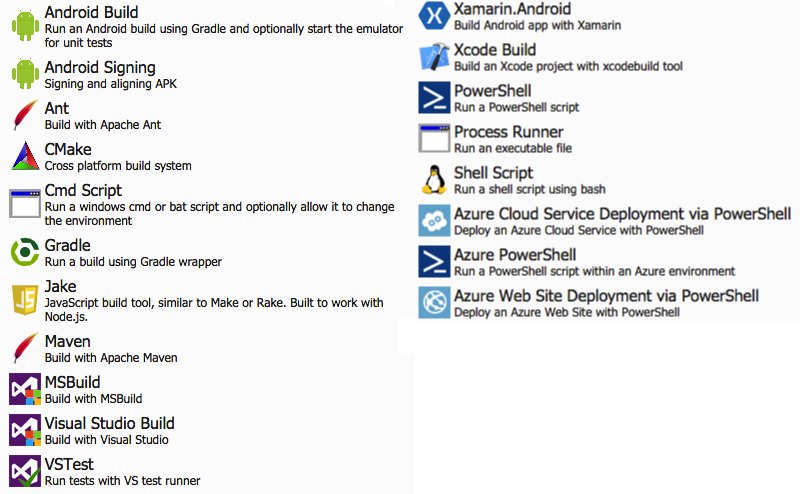 Android Build
Run an Android build using Gradle and optionally start the emulator
for unit tests
Android Signing
Signing and aligning APK
Ant
Build with Apache Ant
CMake
Cross platform build system
Cmd Script
Run a windows cmd or bat script and optionally allow it to change
the environment
Gradle
Run a build using Gradle wrapper
Jake
JavaScript build tool, similar to Make or Rake. Built to work with
Node.js.
Maven
Build with Apache Maven
MSBuild
Build with MSBuild
Visual Studio Build
Build with Visual Studio
VSTest
Run tests with VS test runner
Xamarin.Android
Build Android app with Xamarin
Xcode Build
Build an Xcode project with xcodebuild tool
PowerShell
Run a PowerShell script
Process Runner
Run an executable file
Shell Script
Run a shell script using bash
Azure Cloud Service Deployment via PowerShell
Deploy an Azure Cloud Service with PowerShell
Azure PowerShell
Run a PowerShell script within an Azure environment
Azure Web Site Deployment via PowerShell
Deploy an Azure Web Site with PowerShell